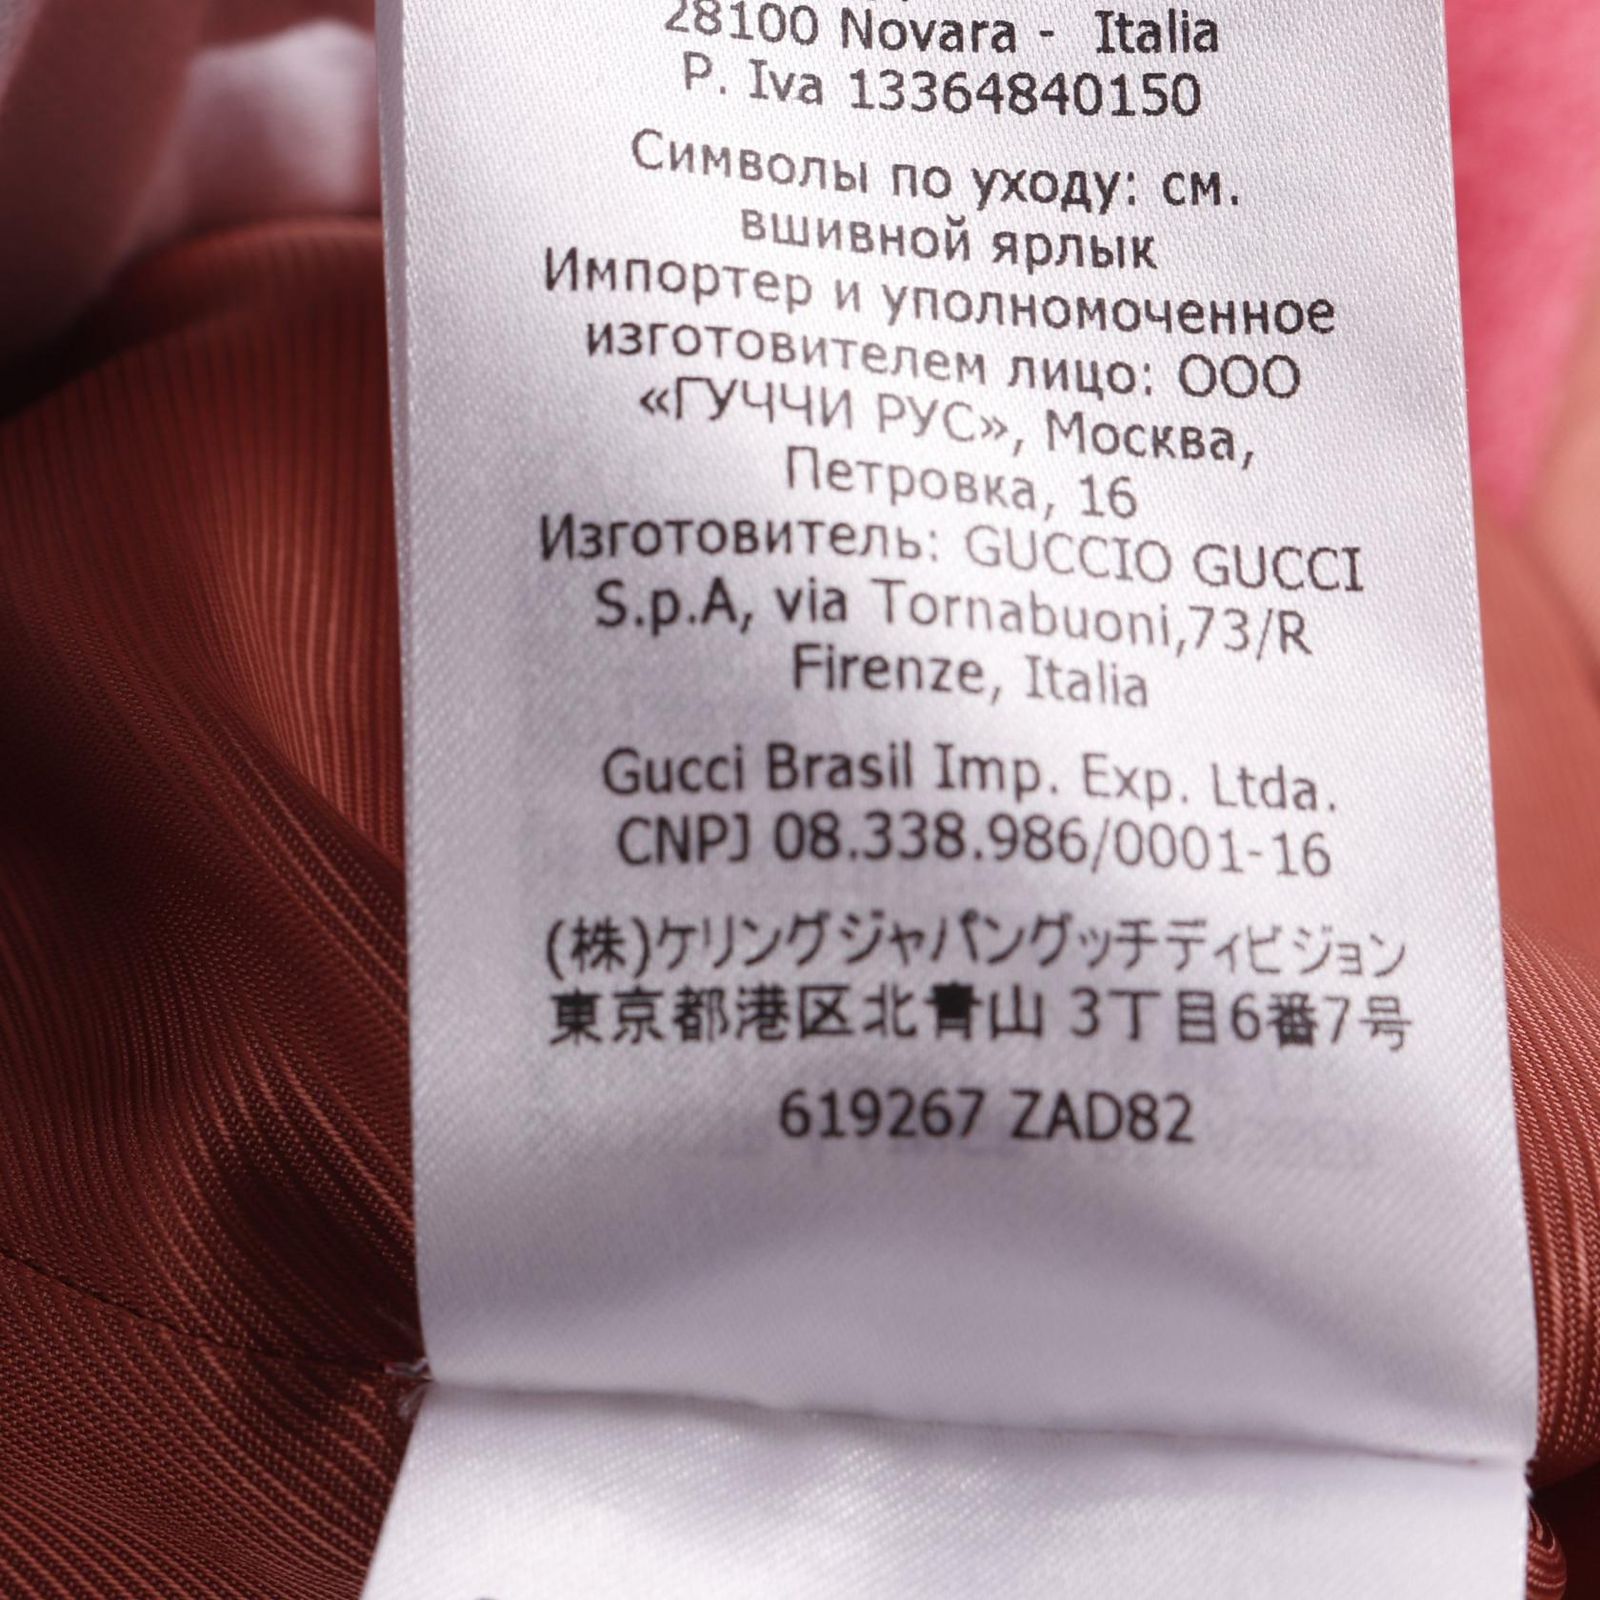 28100 Novara - Italia
P. Iva 13364840150
Символы по уходу: см.
вшивной ярлык
Импортер и уполномоченное
изготовителем лицо: ООО
«ГУЧЧИ РУС», Москва,
Петровка, 16
Изготовитель: GUCCIO GUCCI
S.p.A, via Tornabuoni,73/R
Firenze, Italia
Gucci Brasil Imp. Exp. Ltda.
CNPJ 08.338.986/0001-16
(株)ケリングジャパングッチディビジョン
東京都港区北青山 3丁目6番7号
619267 ZAD82